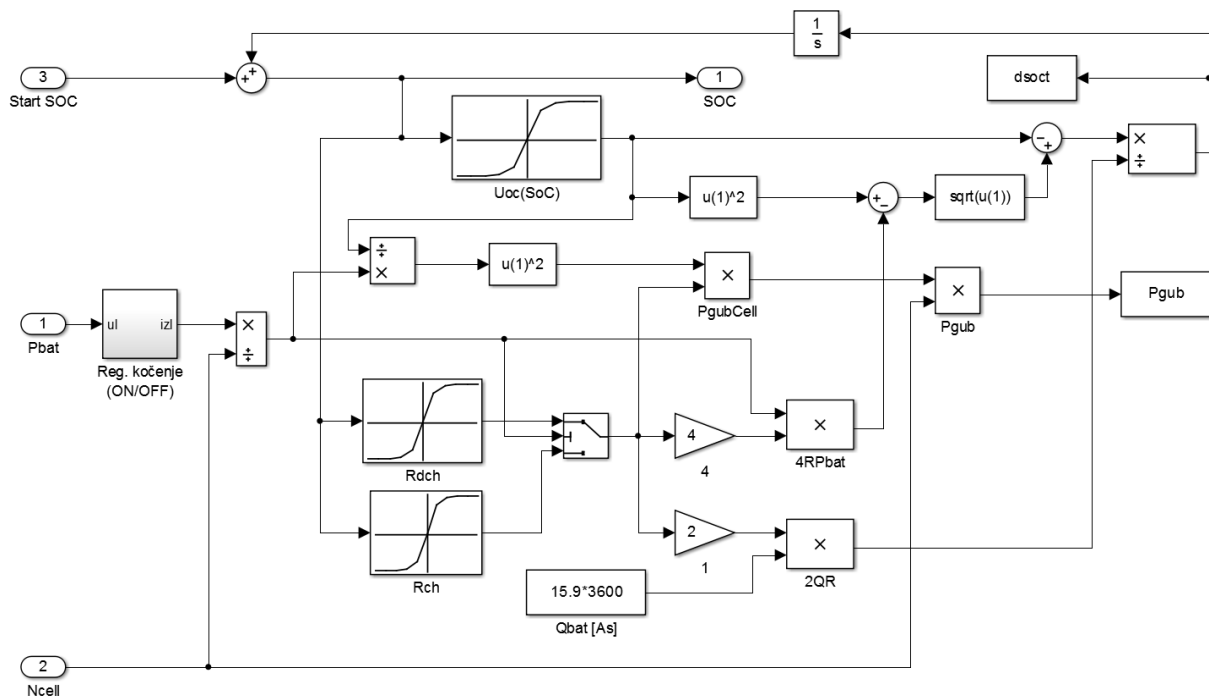 1
s
3
Start SOC
+
+
1
SOC
dsoct
Uoc(SoC)
-
+
×
÷
u(1)^2
+
-
sqrt(u(1))
÷
×
u(1)^2
×
PgubCell
×
Pgub
Pgub
1
Pbat
ul
izl
Reg. kočenje
(ON/OFF)
×
÷
Rdch
4
4
×
4RPbat
Rch
2
1
×
2QR
15.9*3600
Qbat [As]
2
Ncell